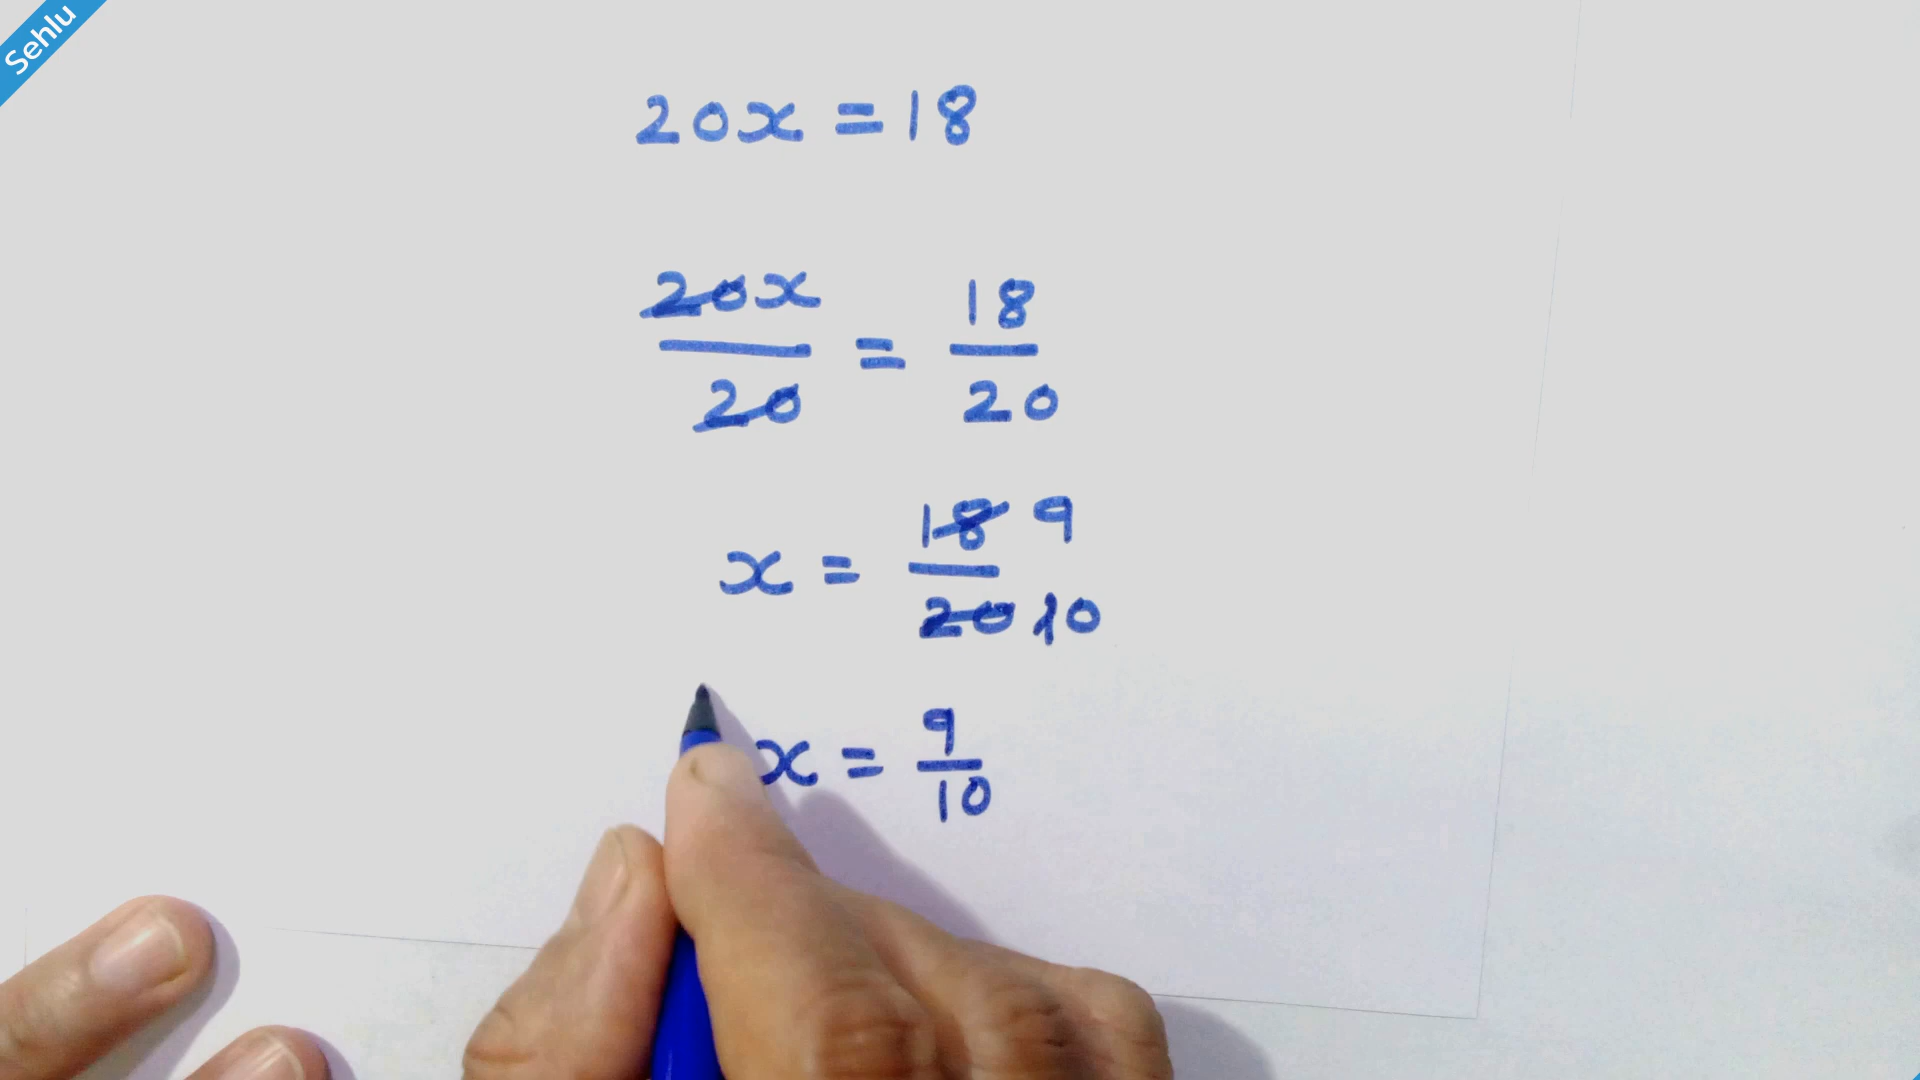 Sehlu
20x = 18
20x/20 = 18/20
x = 18/20 9/10
x = 9/10